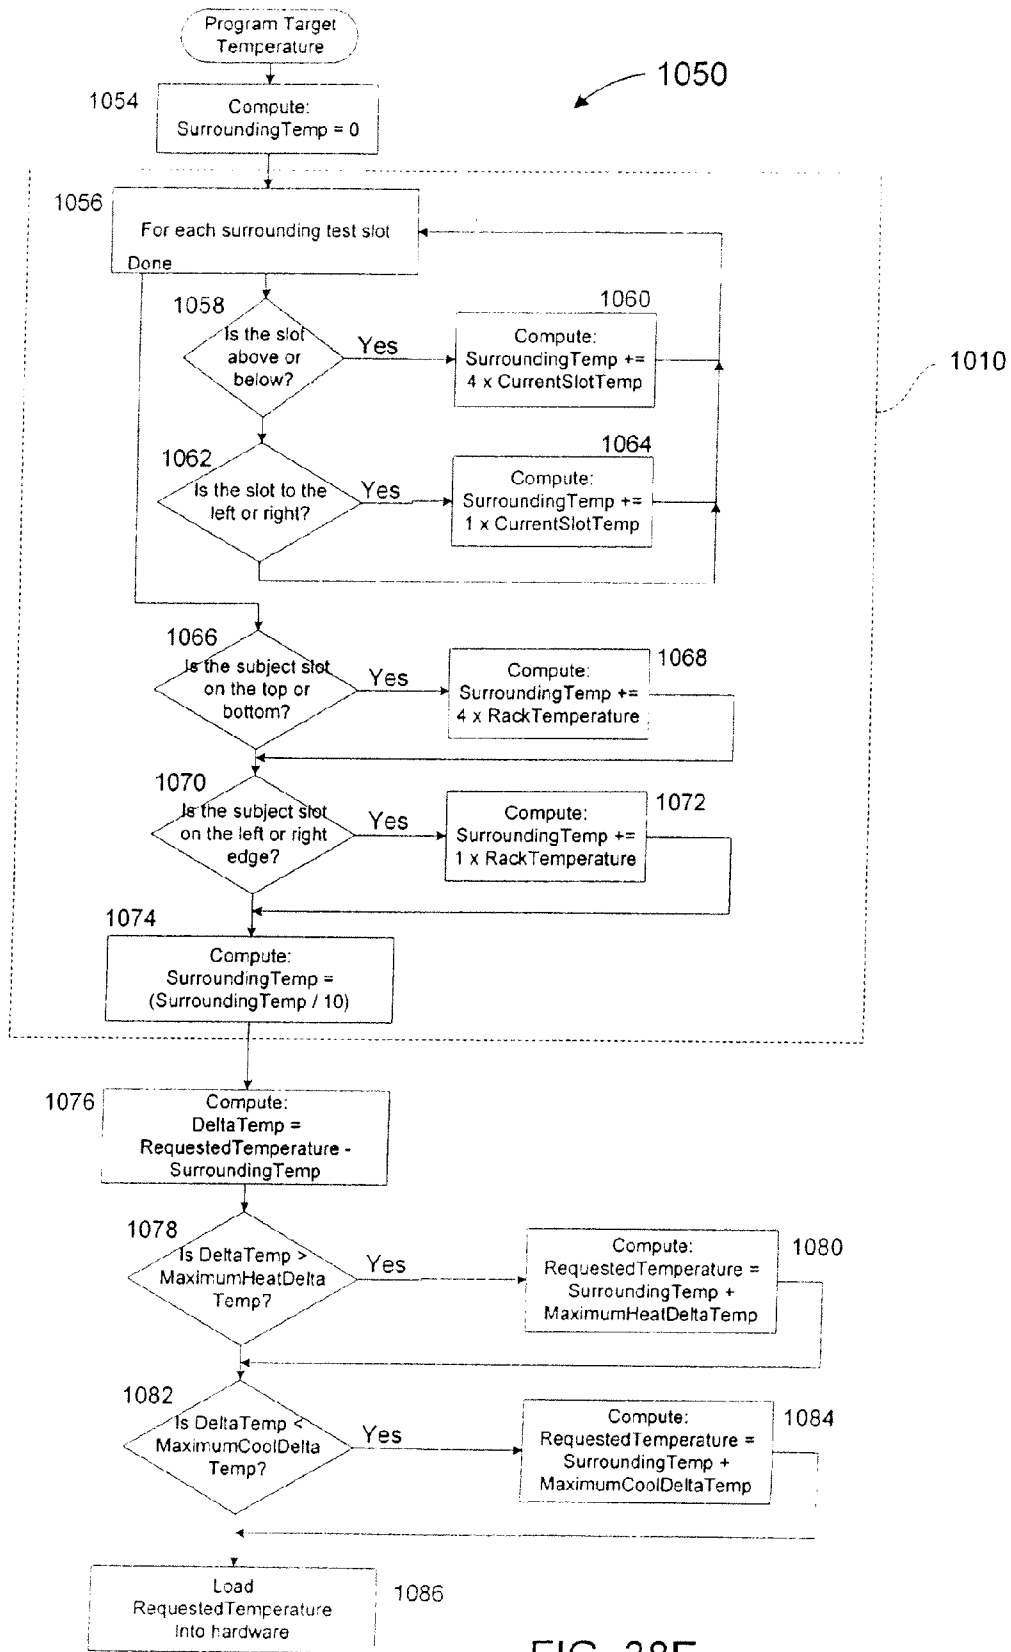 Program Target
Temperature
1050
1054
Compute:
SurroundingTemp = 0
1056
For each surrounding test slot
Done
1058
Is the slot
above or
below?
Yes
1060
Compute:
SurroundingTemp +=
4 x CurrentSlotTemp
1010
1062
Is the slot to the
left or right?
Yes
1064
Compute:
SurroundingTemp +=
1 x CurrentSlotTemp
1066
Is the subject slot
on the top or
bottom?
Yes
1068
Compute:
SurroundingTemp +=
4 x RackTemperature
1070
Is the subject slot
on the left or right
edge?
Yes
1072
Compute:
SurroundingTemp +=
1 x RackTemperature
1074
Compute:
SurroundingTemp =
(SurroundingTemp / 10)
1076
Compute:
DeltaTemp =
RequestedTemperature -
SurroundingTemp
1078
Is DeltaTemp >
MaximumHeatDelta
Temp?
Yes
1080
Compute:
RequestedTemperature =
SurroundingTemp +
MaximumHeatDeltaTemp
1082
Is DeltaTemp <
MaximumCoolDelta
Temp?
Yes
1084
Compute:
RequestedTemperature =
SurroundingTemp +
MaximumCoolDeltaTemp
1086
Load
RequestedTemperature
Into hardware
FIG. 38E